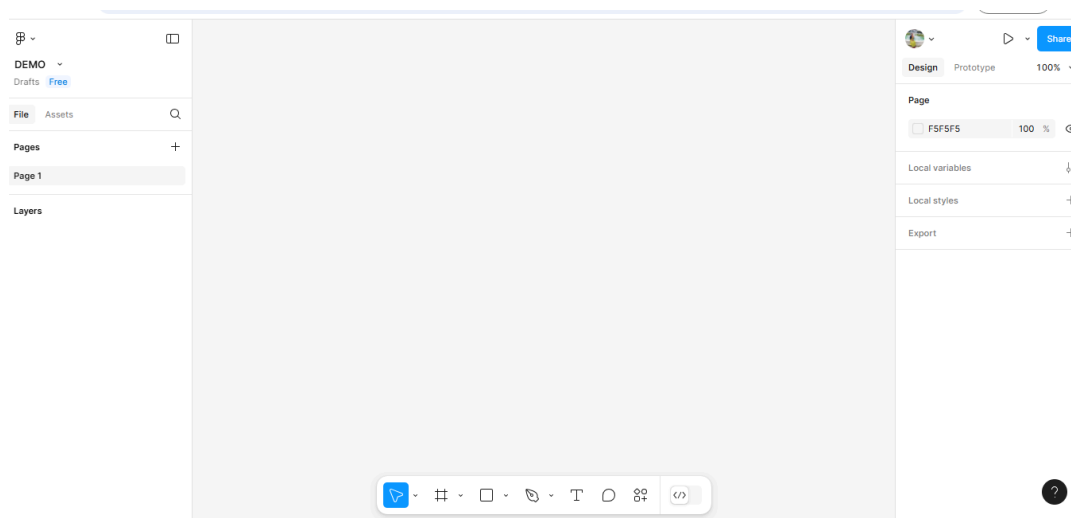 DEMO
Drafts Free
File Assets
Pages
Page 1
Layers
Share
Design Prototype 100%
Page
F5F5F5 100 %
Local variables
Local styles
Export
T
?